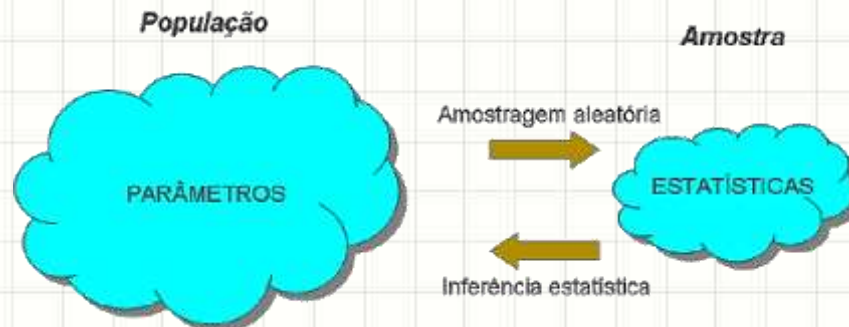 População
Amostra
Amostragem aleatória
PARÂMETROS
ESTATÍSTICAS
Inferência estatística